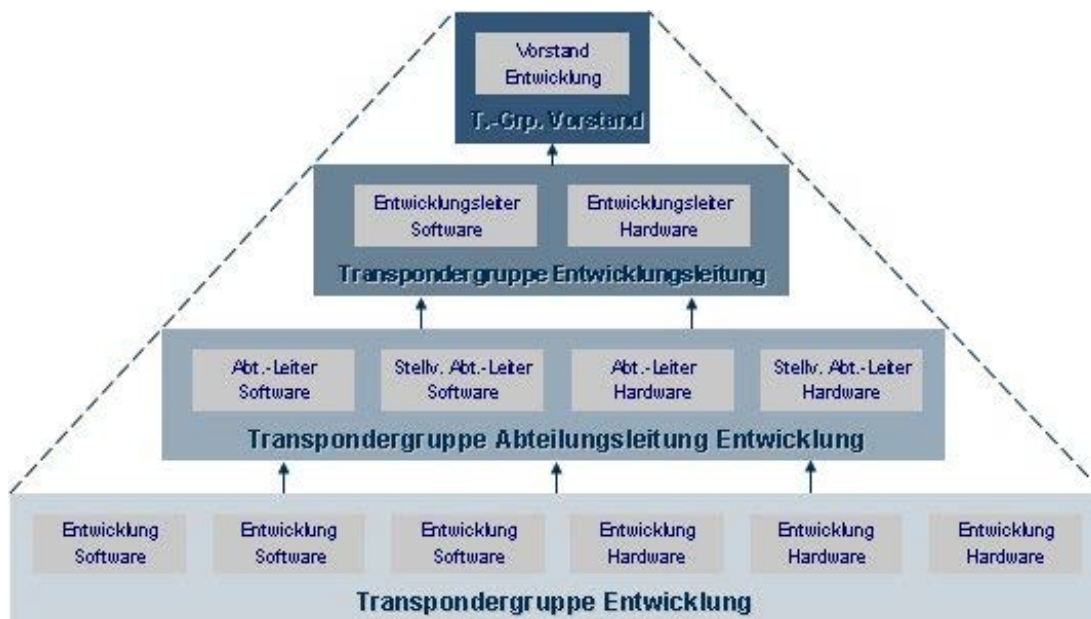 Vorstand
Entwicklung
T.-Grp. Vorstand
Entwicklungsleiter
Software
Entwicklungsleiter
Hardware
Transpondergruppe Entwicklungsleitung
Abt.-Leiter
Software
Stellv. Abt.-Leiter
Software
Abt.-Leiter
Hardware
Stellv. Abt.-Leiter
Hardware
Transpondergruppe Abteilungsleitung Entwicklung
Entwicklung
Software
Entwicklung
Software
Entwicklung
Software
Entwicklung
Hardware
Entwicklung
Hardware
Entwicklung
Hardware
Transpondergruppe Entwicklung